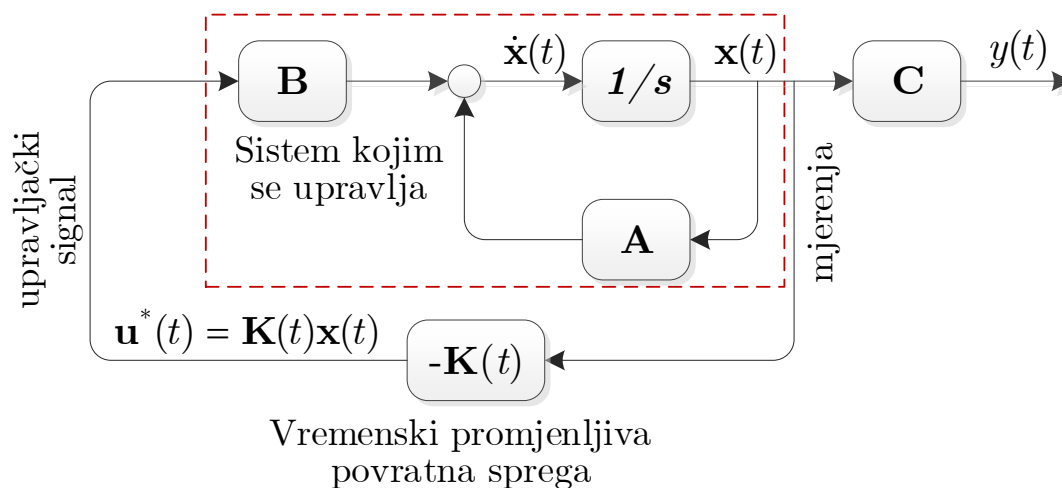 B
ẋ(t)
1/s
x(t)
C
y(t)
Sistem kojim
se upravlja
A
upravljački
signal
mjerenja
u*(t) = K(t)x(t)
-K(t)
Vremenski promjenljiva
povratna sprega